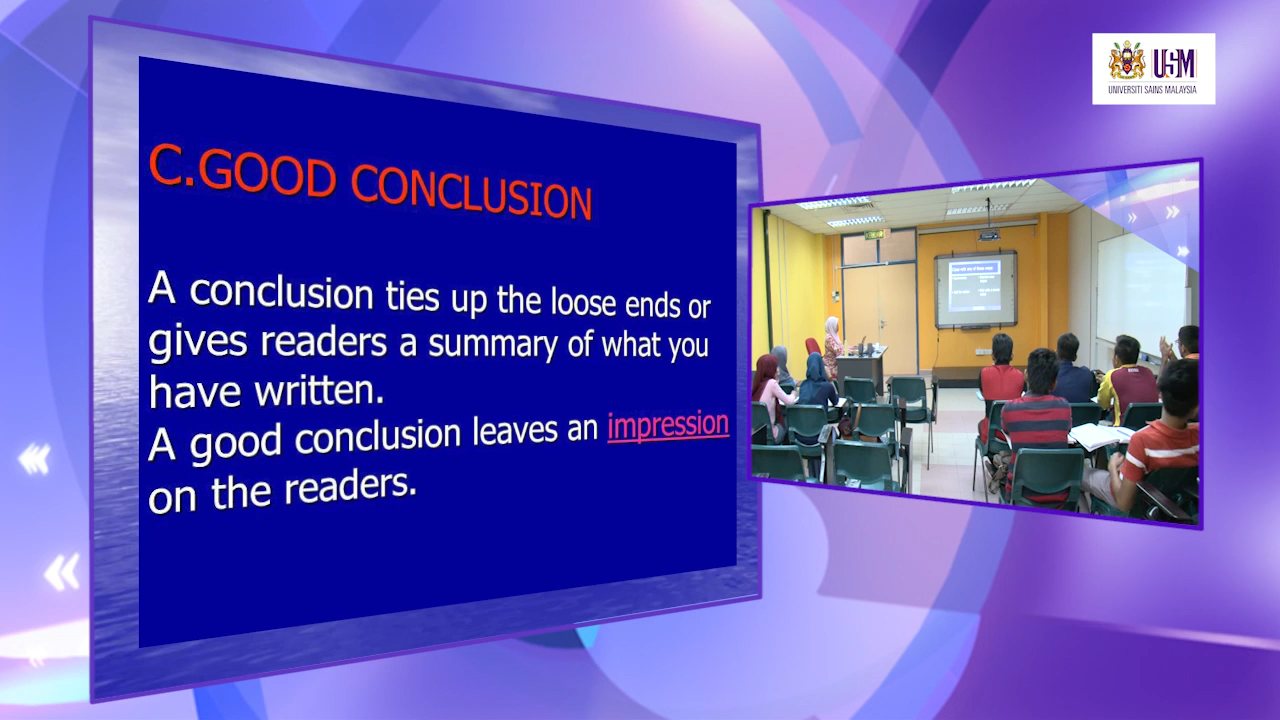 C.GOOD CONCLUSION
A conclusion ties up the loose ends or
gives readers a summary of what you
have written.
A good conclusion leaves an impression
on the readers.
USM
UNIVERSITI SAINS MALAYSIA